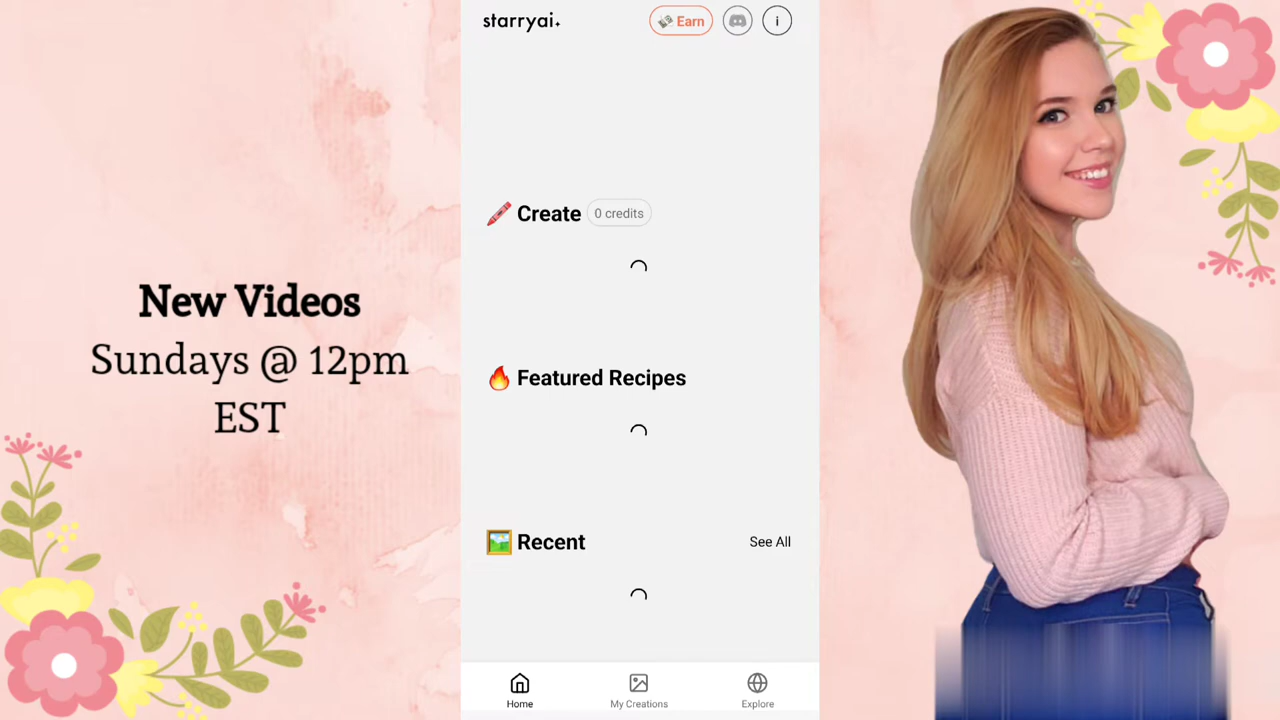 New Videos
Sundays @ 12pm
EST
starryai
Earn
i
Create 0 credits
Featured Recipes
Recent See All
Home My Creations Explore